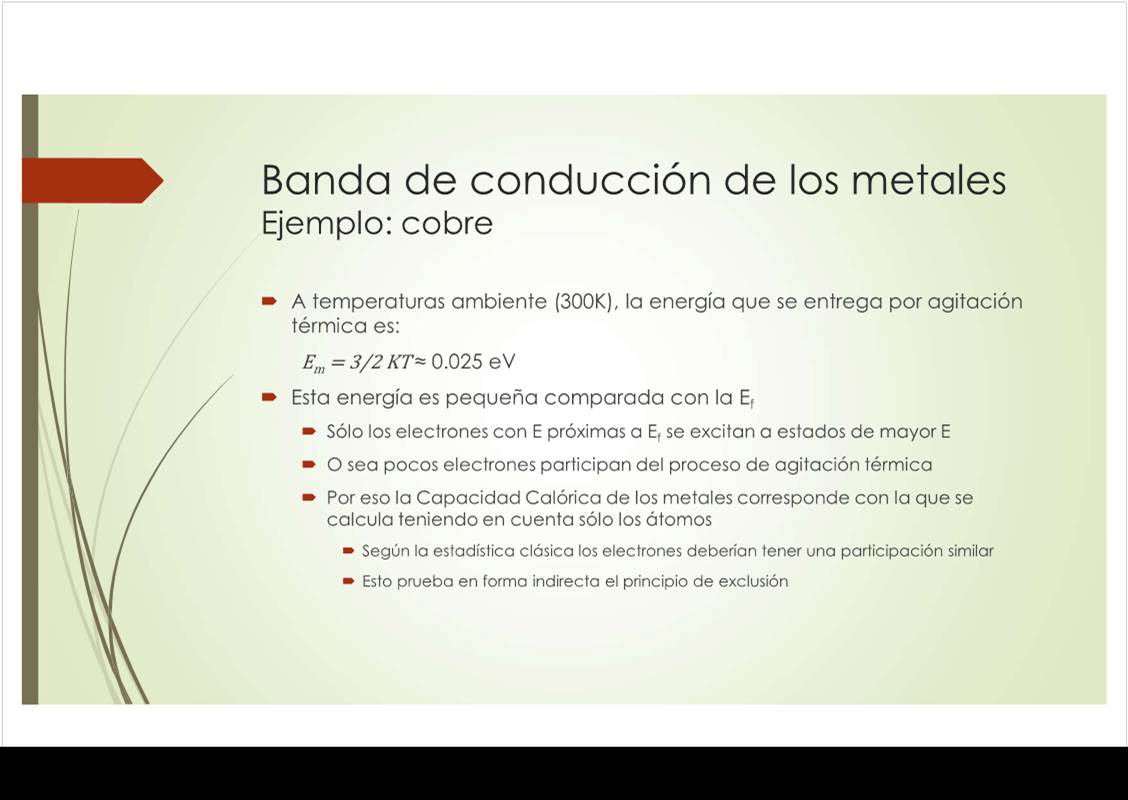 Banda de conducción de los metales
Ejemplo: cobre
A temperaturas ambiente (300K), la energía que se entrega por agitación
térmica es:
Em = 3/2 KT≈ 0.025 eV
Esta energía es pequeña comparada con la Ef
Sólo los electrones con E próximas a Ef se excitan a estados de mayor E
O sea pocos electrones participan del proceso de agitación térmica
Por eso la Capacidad Calórica de los metales corresponde con la que se
calcula teniendo en cuenta sólo los átomos
Según la estadística clásica los electrones deberían tener una participación similar
Esto prueba en forma indirecta el principio de exclusión